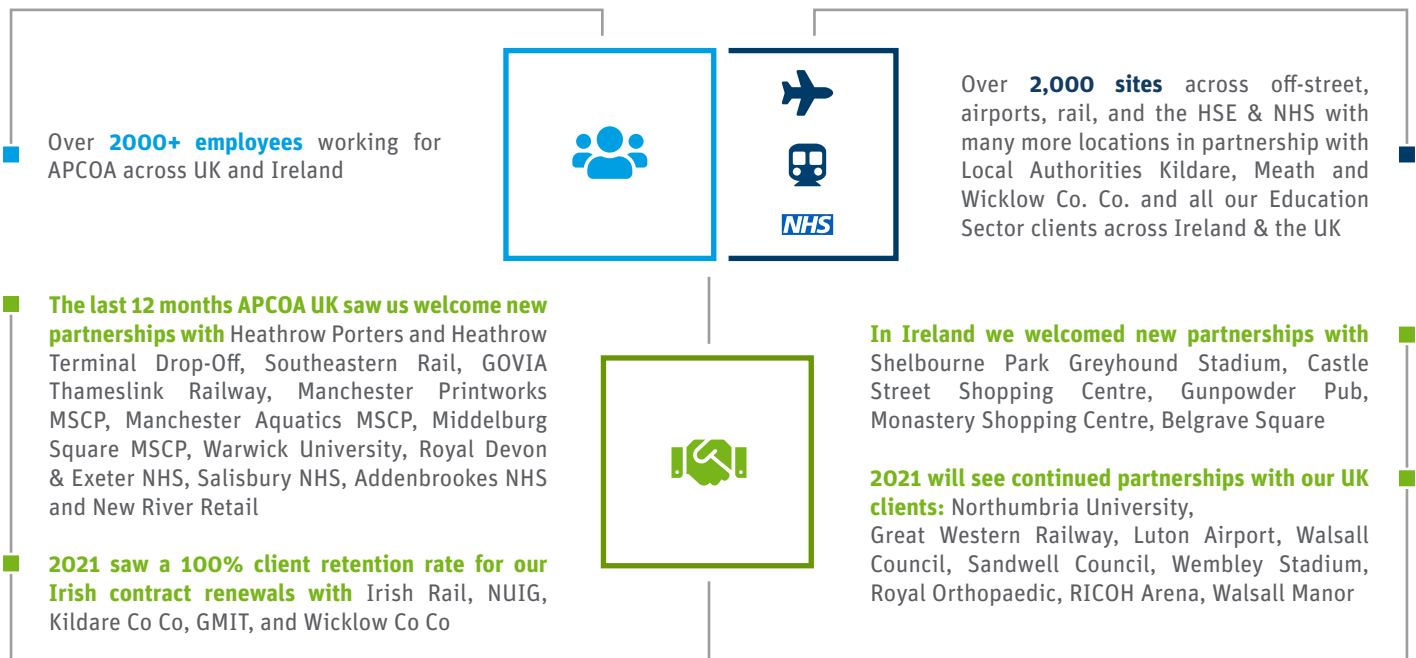 Over 2000+ employees working for
APCOA across UK and Ireland
NHS
Over 2,000 sites across off-street,
airports, rail, and the HSE & NHS with
many more locations in partnership with
Local Authorities Kildare, Meath and
Wicklow Co. Co. and all our Education
Sector clients across Ireland & the UK
The last 12 months APCOA UK saw us welcome new
partnerships with Heathrow Porters and Heathrow
Terminal Drop-Off, Southeastern Rail, GOVIA
Thameslink Railway, Manchester Printworks
MSCP, Manchester Aquatics MSCP, Middelburg
Square MSCP, Warwick University, Royal Devon
& Exeter NHS, Salisbury NHS, Addenbrookes NHS
and New River Retail
2021 saw a 100% client retention rate for our
Irish contract renewals with Irish Rail, NUIG,
Kildare Co Co, GMIT, and Wicklow Co Co
In Ireland we welcomed new partnerships with
Shelbourne Park Greyhound Stadium, Castle
Street Shopping Centre, Gunpowder Pub,
Monastery Shopping Centre, Belgrave Square
2021 will see continued partnerships with our UK
clients: Northumbria University,
Great Western Railway, Luton Airport, Walsall
Council, Sandwell Council, Wembley Stadium,
Royal Orthopaedic, RICOH Arena, Walsall Manor